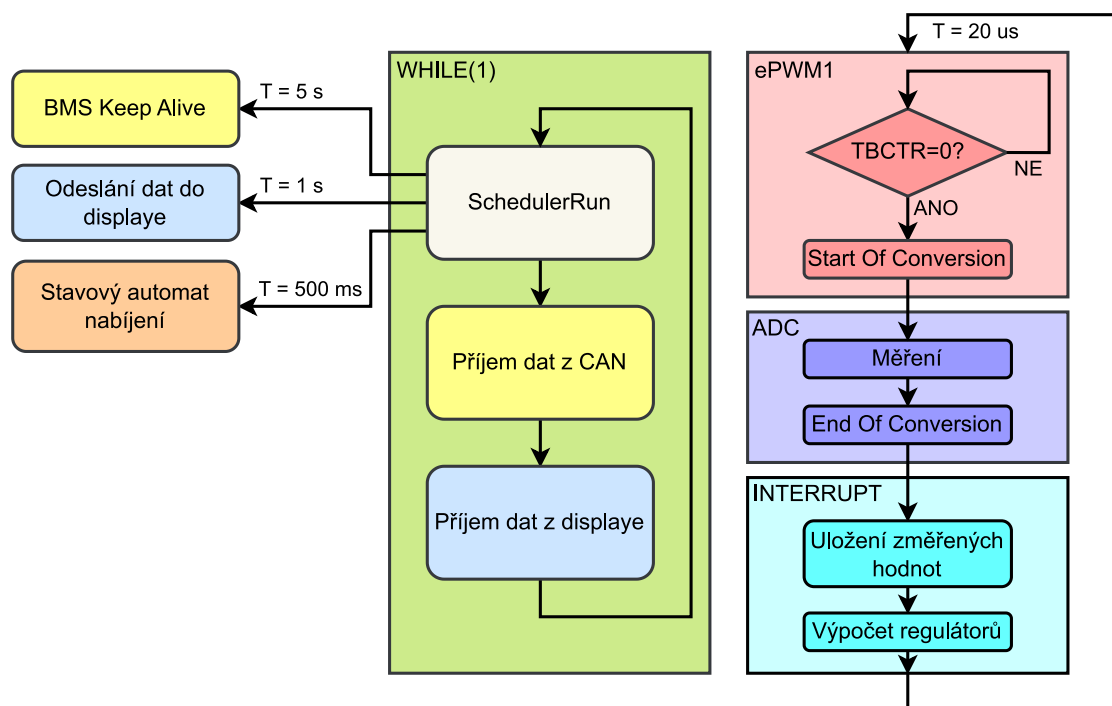 T = 5 s
BMS Keep Alive
T = 1 s
Odeslání dat do
displaye
T = 500 ms
Stavový automat
nabíjení
WHILE(1)
SchedulerRun
Příjem dat z CAN
Příjem dat z displaye
T = 20 us
ePWM1
TBCTR=0?
NE
ANO
Start Of Conversion
ADC
Měření
End Of Conversion
INTERRUPT
Uložení změřených
hodnot
Výpočet regulátorů